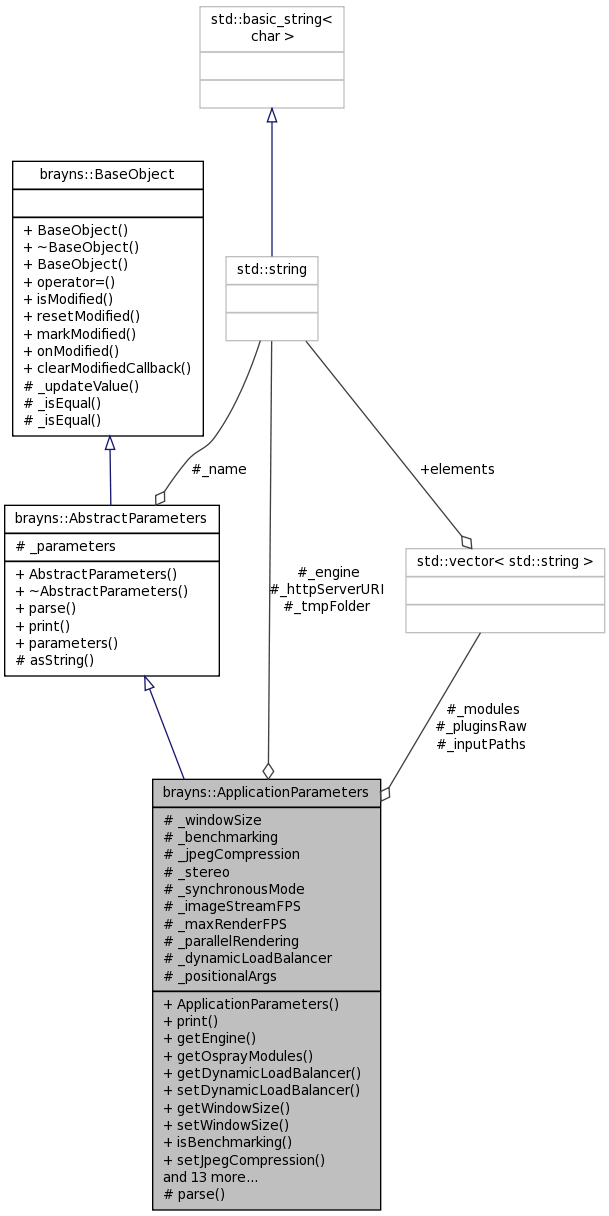 std::basic_string<
char >
brayns::BaseObject
+ BaseObject()
+ ~BaseObject()
+ BaseObject()
+ operator=()
+ isModified()
+ resetModified()
+ markModified()
+ onModified()
+ clearModifiedCallback()
# _updateValue()
# _isEqual()
# _isEqual()
std::string
#_name
+elements
brayns::AbstractParameters
# _parameters
+ AbstractParameters()
+ ~AbstractParameters()
+ parse()
+ print()
+ parameters()
# asString()
#_engine
#_httpServerURI
#_tmpFolder
std::vector< std::string >
#_modules
#_pluginsRaw
#_inputPaths
brayns::ApplicationParameters
# _windowSize
# _benchmarking
# _jpegCompression
# _stereo
# _synchronousMode
# _imageStreamFPS
# _maxRenderFPS
# _parallelRendering
# _dynamicLoadBalancer
# _positionalArgs
+ ApplicationParameters()
+ print()
+ getEngine()
+ getOsprayModules()
+ getDynamicLoadBalancer()
+ setDynamicLoadBalancer()
+ getWindowSize()
+ setWindowSize()
+ isBenchmarking()
+ setJpegCompression()
and 13 more...
# parse()